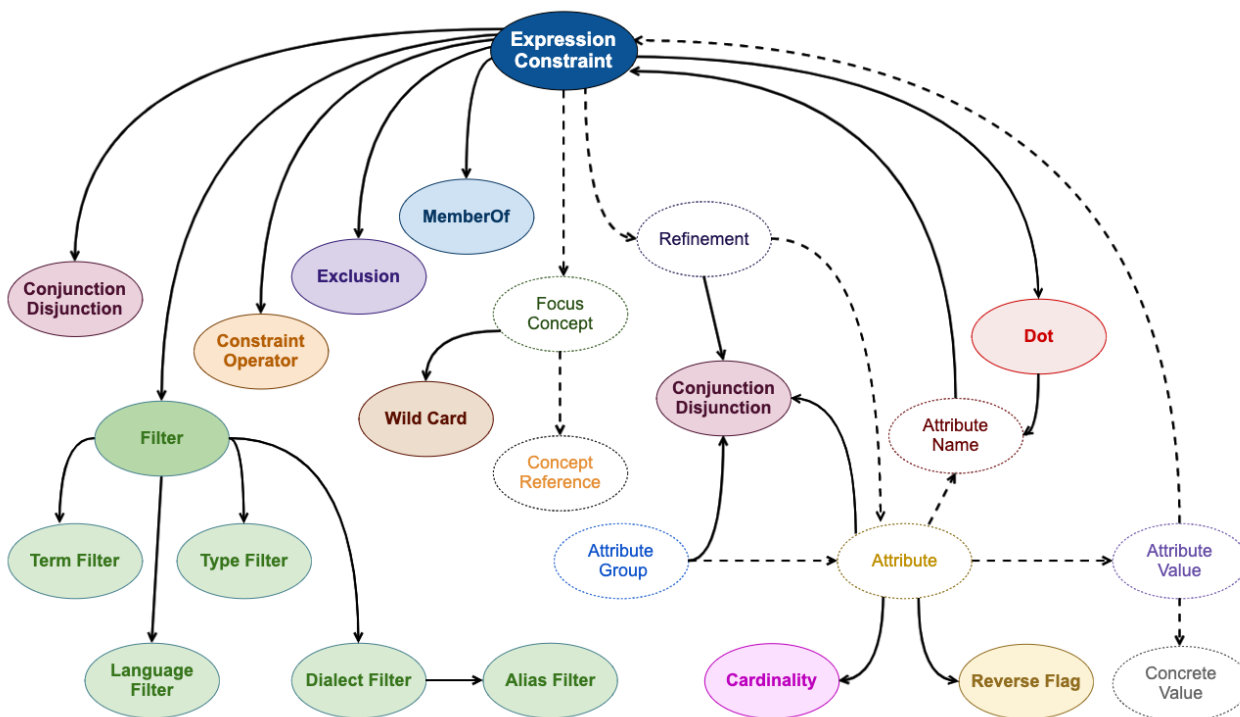 Expression
Constraint
MemberOf
Refinement
Exclusion
Conjunction
Disjunction
Focus
Concept
Constraint
Operator
Dot
Conjunction
Disjunction
Wild Card
Attribute
Name
Filter
Concept
Reference
Term Filter
Type Filter
Attribute
Group
Attribute
Attribute
Value
Language
Filter
Dialect Filter
Alias Filter
Cardinality
Reverse Flag
Concrete
Value